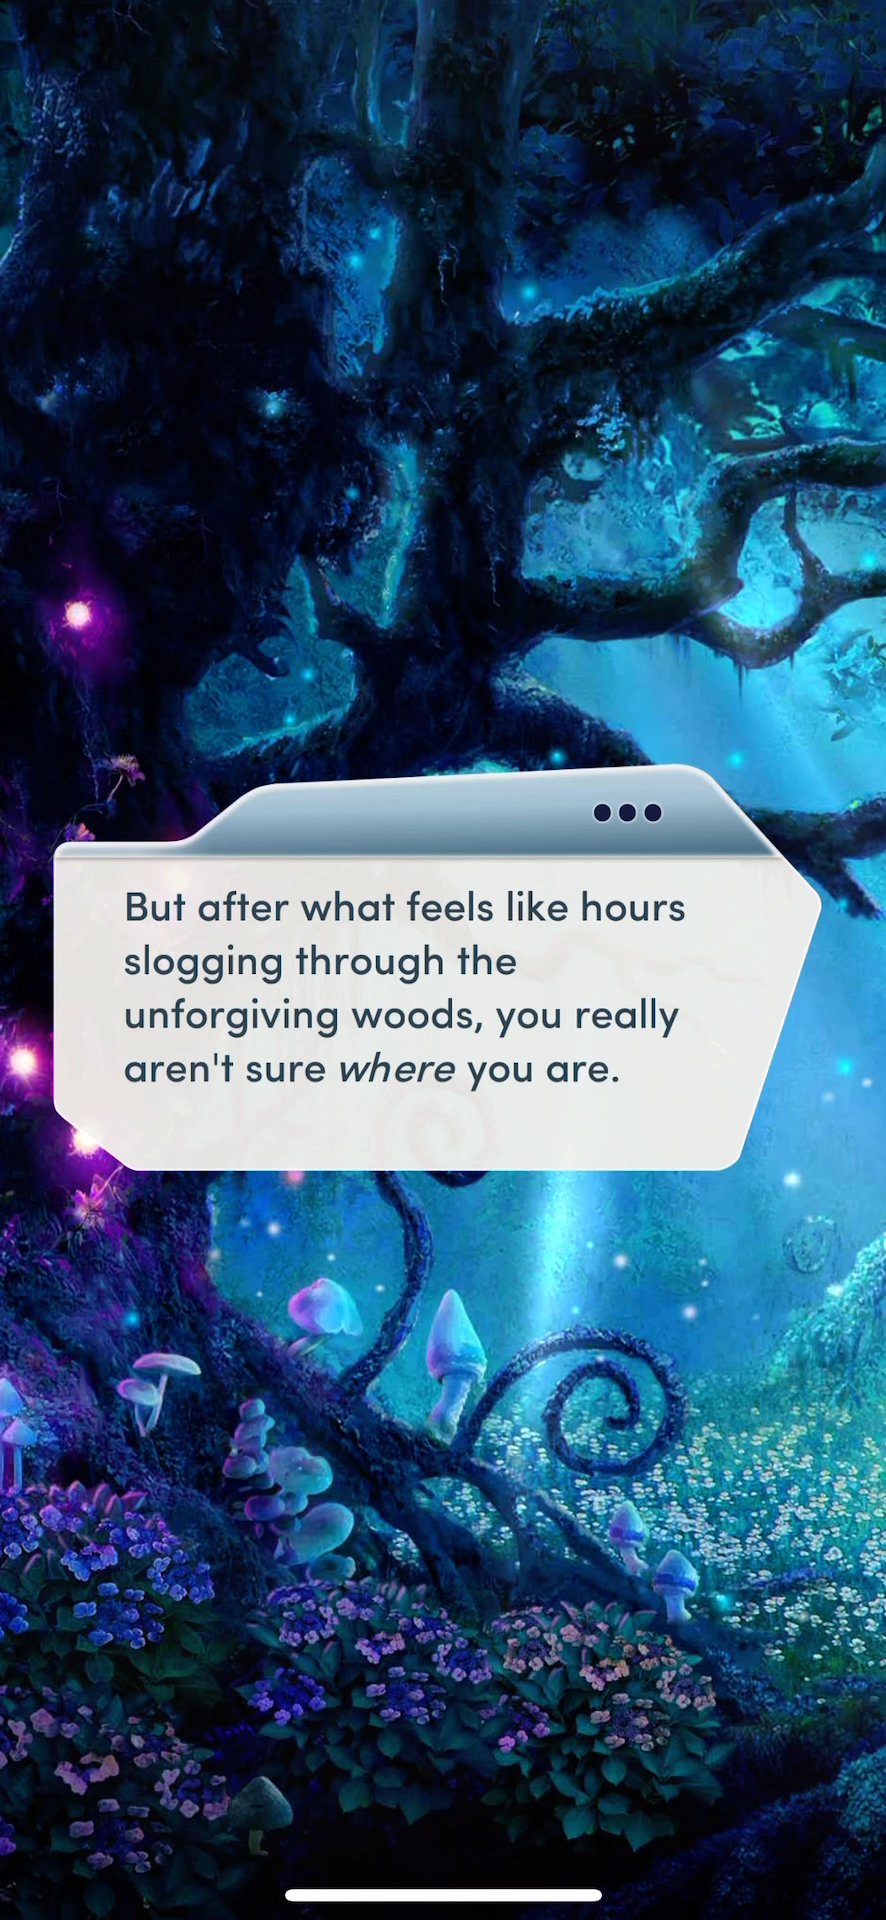 But after what feels like hours
slogging through the
unforgiving woods, you really
aren't sure where you are.